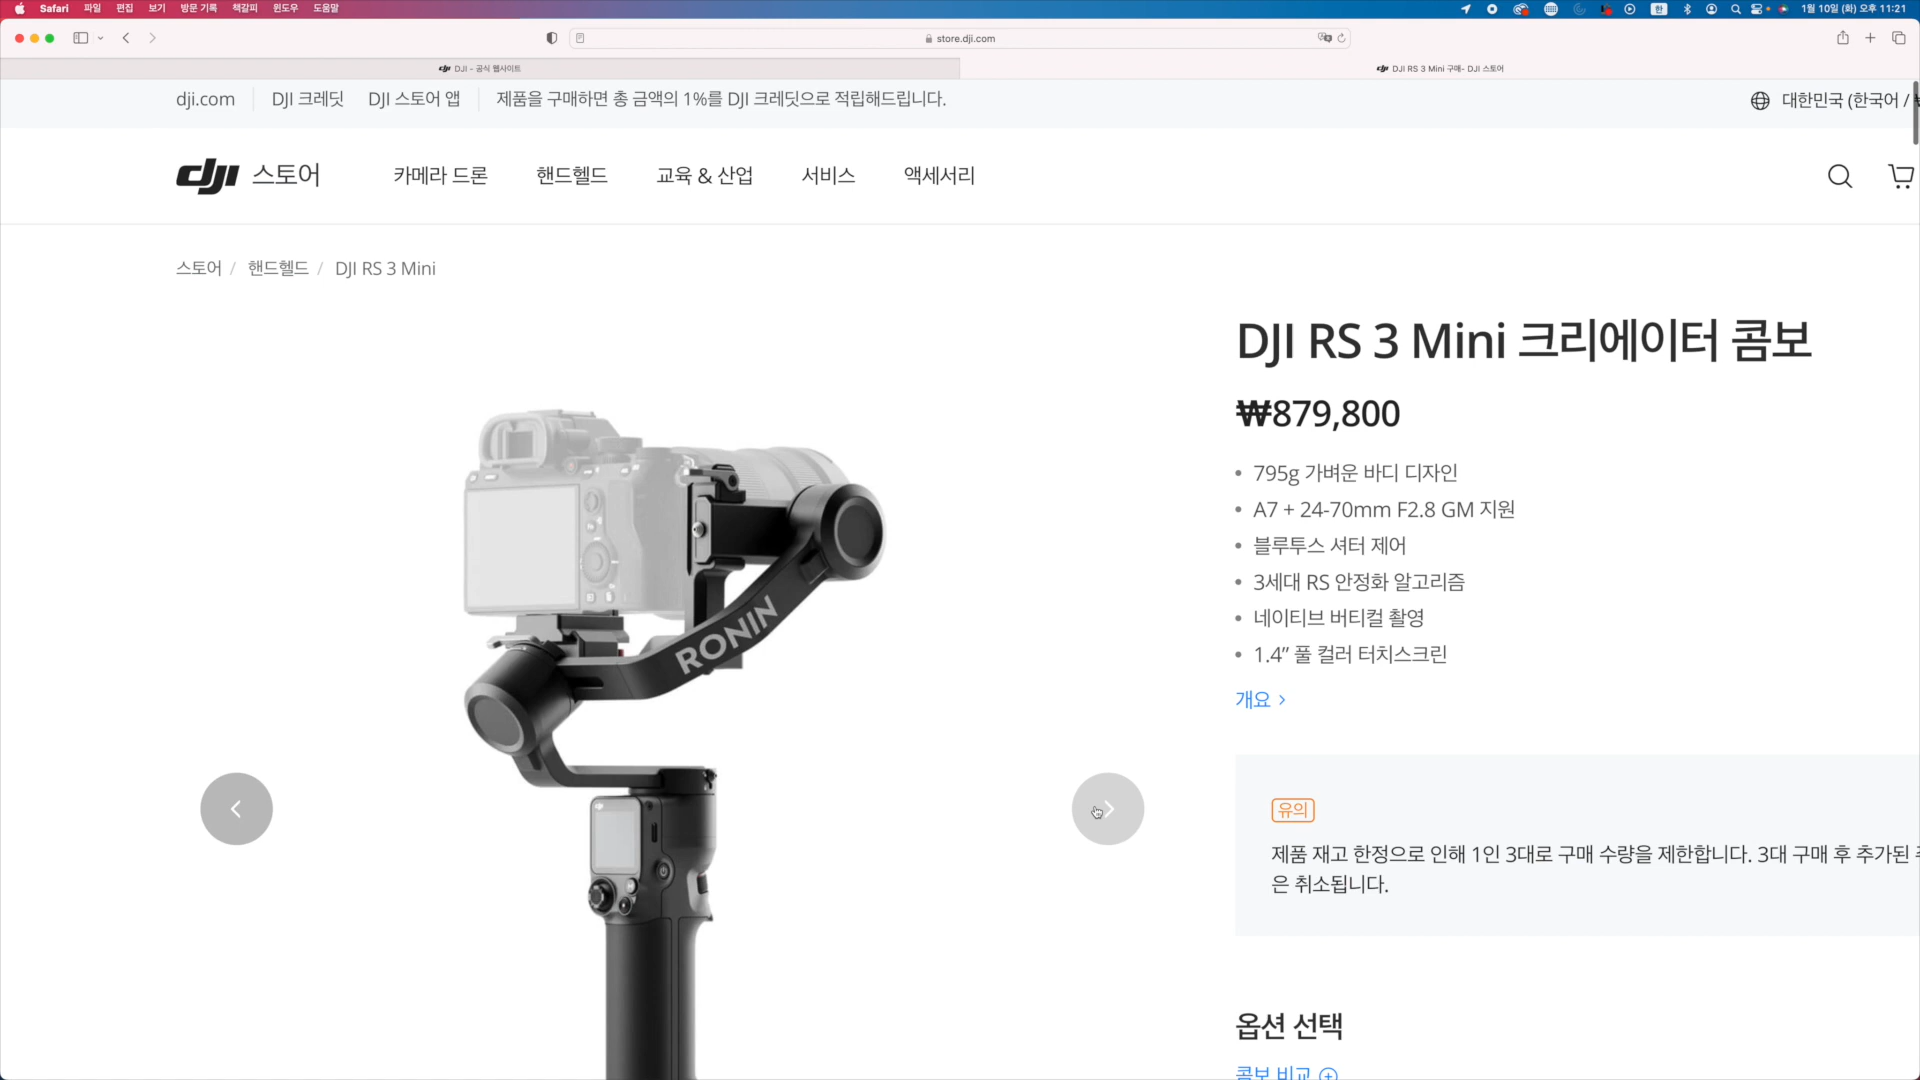 Safari 파일 편집 보기 방문 기록 책갈피 윈도우 도움말
한 1월 10일 (화) 오후 11:21
store.dji.com
dji DJI - 공식 웹사이트
dji DJI RS 3 Mini 구매- DJI 스토어
dji.com DJI 크레딧 DJI 스토어 앱 제품을 구매하면 총 금액의 1%를 DJI 크레딧으로 적립해드립니다.
대한민국 (한국어 /
dji 스토어 카메라 드론 핸드헬드 교육 & 산업 서비스 액세서리
스토어 / 핸드헬드 / DJI RS 3 Mini
DJI RS 3 Mini 크리에이터 콤보
₩879,800
• 795g 가벼운 바디 디자인
• A7 + 24-70mm F2.8 GM 지원
• 블루투스 셔터 제어
• 3세대 RS 안정화 알고리즘
• 네이티브 버티컬 촬영
• 1.4” 풀 컬러 터치스크린
개요 >
RONIN
유의
제품 재고 한정으로 인해 1인 3대로 구매 수량을 제한합니다. 3대 구매 후 추가된
은 취소됩니다.
옵션 선택
콤보 비교